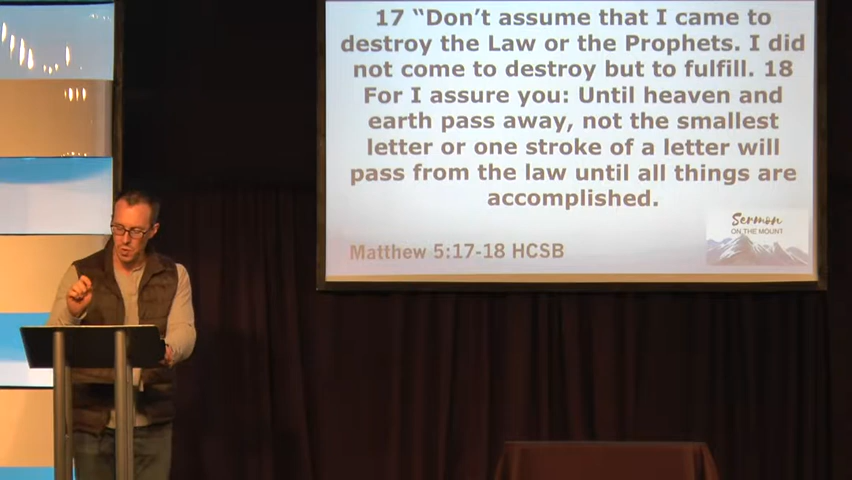 17 “Don’t assume that I came to
destroy the Law or the Prophets. I did
not come to destroy but to fulfill. 18
For I assure you: Until heaven and
earth pass away, not the smallest
letter or one stroke of a letter will
pass from the law until all things are
accomplished.
Sermon
ON THE MOUNT
Matthew 5:17-18 HCSB